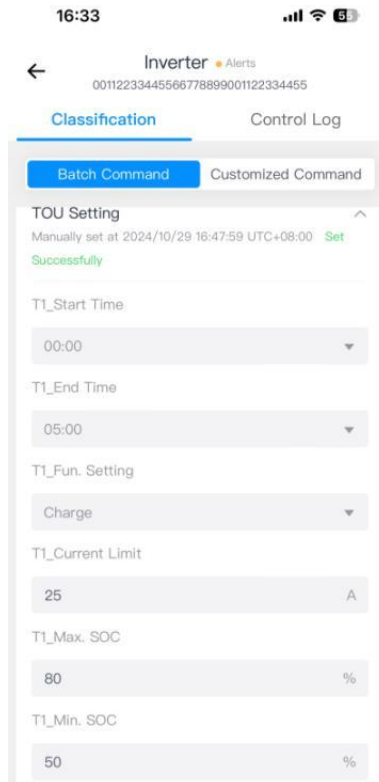 16:33
55
Inverter Alerts
00112233445566778899001122334455
Classification Control Log
Batch Command Customized Command
TOU Setting
Manually set at 2024/10/29 16:47:59 UTC+08:00 Set
Successfully
T1_Start Time
00:00
T1_End Time
05:00
T1_Fun. Setting
Charge
T1_Current Limit
25 A
T1_Max. SOC
80 %
T1_Min. SOC
50 %